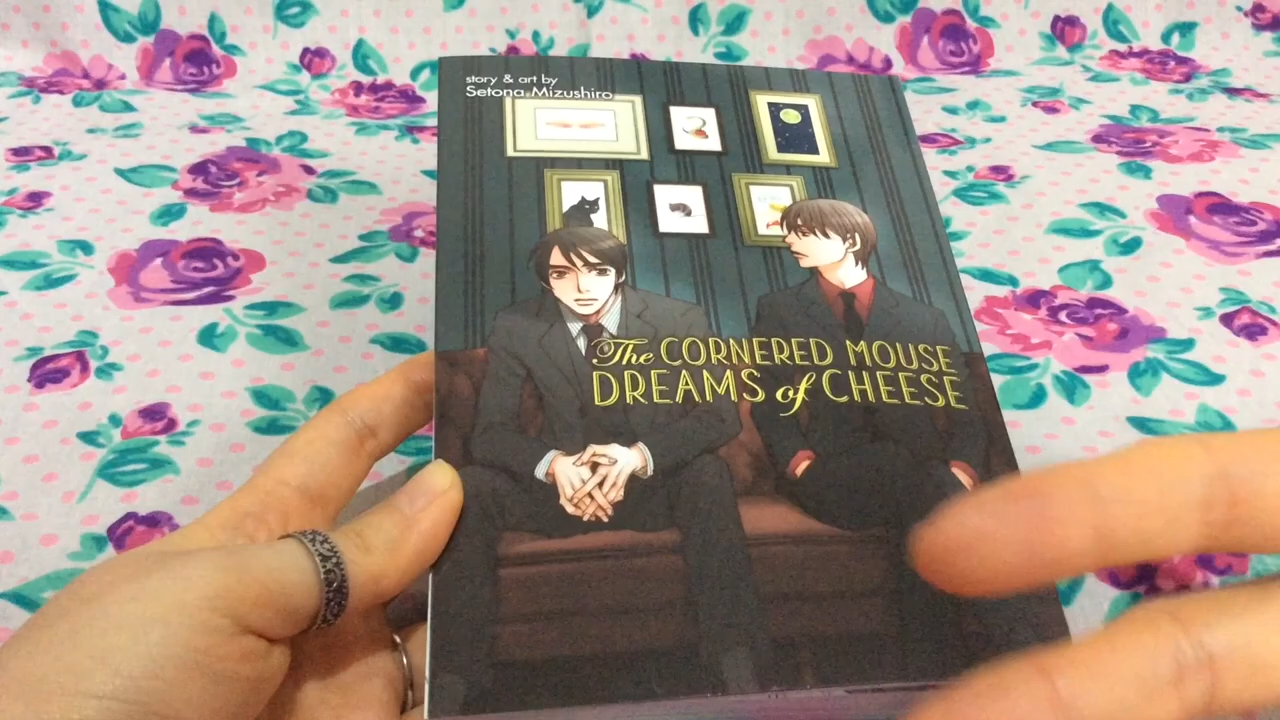 story & art by
Setona Mizushiro
The CORNERED MOUSE
DREAMS of CHEESE